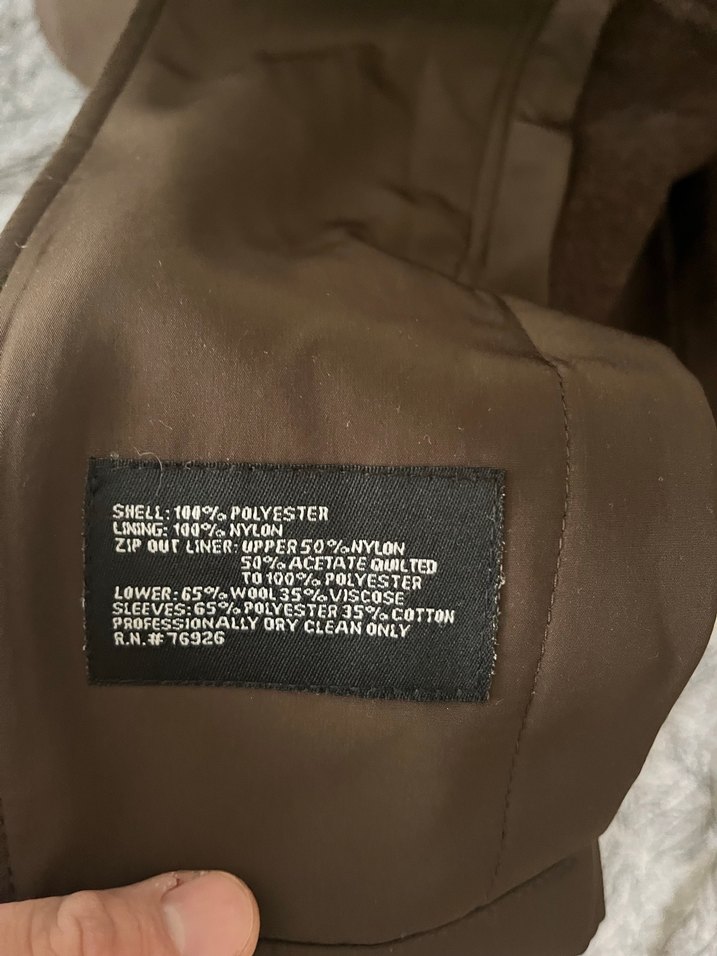 SHELL: 100% POLYESTER
LINING: 100% NYLON
ZIP OUT LINER: UPPER 50% NYLON
50% ACETATE QUILTED
TO 100% POLYESTER
LOWER: 65% WOOL 35% VISCOSE
SLEEVES: 65% POLYESTER 35% COTTON
PROFESSIONALLY DRY CLEAN ONLY
R.N.# 76926